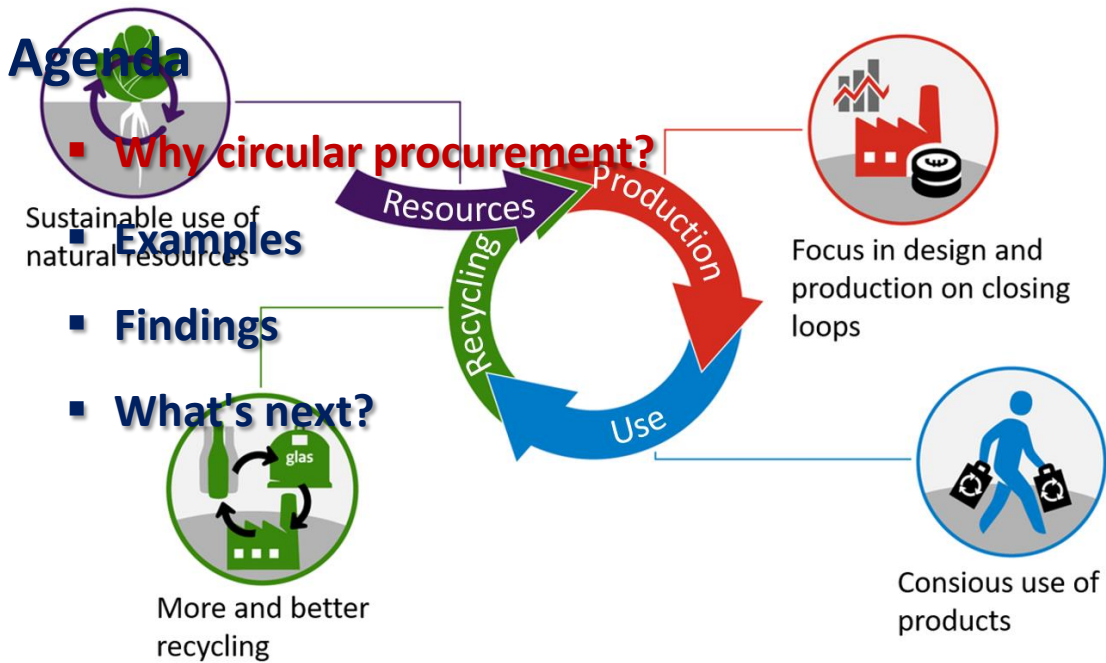 Agenda
▪ Why circular procurement?
▪ Examples
▪ Findings
▪ What's next?
Sustainable use of
natural resources
Resources
Production
Use
Recycling
Focus in design and
production on closing
loops
glas
More and better
recycling
Consious use of
products